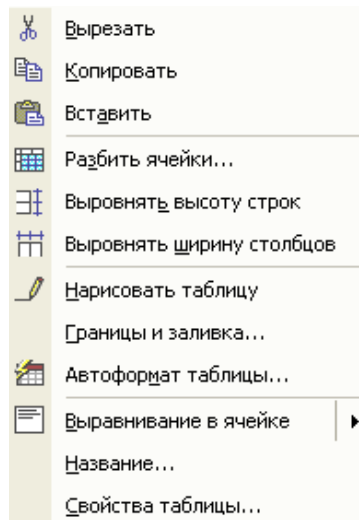 Вырезать
Копировать
Вставить
Разбить ячейки...
Выровнять высоту строк
Выровнять ширину столбцов
Нарисовать таблицу
Границы и заливка...
Автоформат таблицы...
Выравнивание в ячейке
Название...
Свойства таблицы...